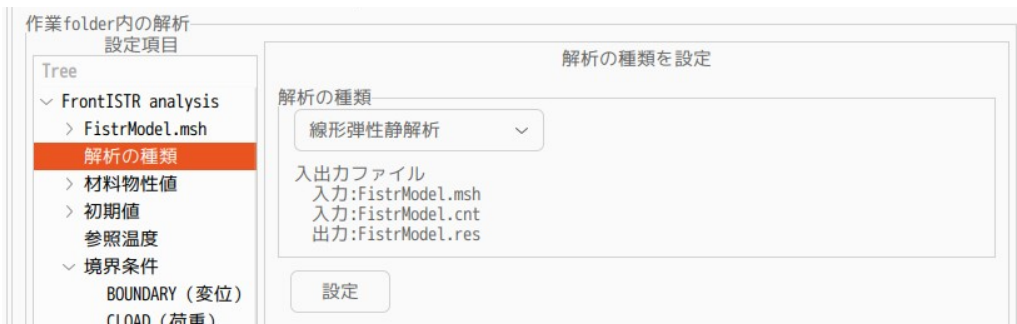 作業folder内の解析
設定項目
Tree
FrontISTR analysis
FistrModel.msh
解析の種類
材料物性値
初期値
参照温度
境界条件
BOUNDARY (変位)
CLOAD (荷重)
解析の種類を設定
解析の種類
線形弾性静解析
入出力ファイル
入力:FistrModel.msh
入力:FistrModel.cnt
出力:FistrModel.res
設定